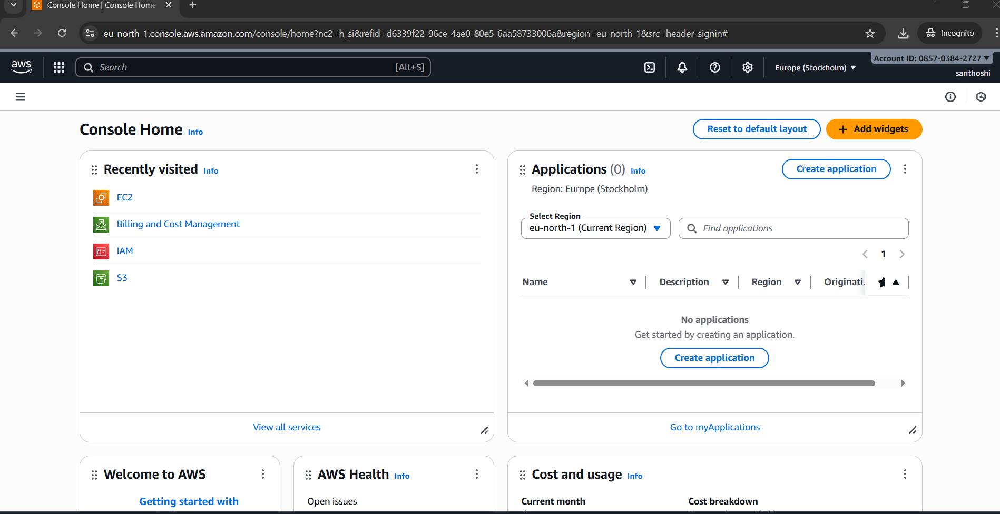 Console Home | Console Home
eu-north-1.console.aws.amazon.com/console/home?nc2=h_si&refid=d6339f22-96ce-4ae0-80e5-6aa58733006a&region=eu-north-1&src=header-signin#
Incognito
aws
Search
[Alt+S]
Europe (Stockholm)
Account ID: 0857-0384-2727
santhoshi
Console Home Info
Reset to default layout
Add widgets
Recently visited Info
EC2
Billing and Cost Management
IAM
S3
View all services
Applications (0) Info
Create application
Region: Europe (Stockholm)
Select Region
eu-north-1 (Current Region)
Find applications
1
Name Description Region Originati.
No applications
Get started by creating an application.
Create application
Go to myApplications
Welcome to AWS
Getting started with
AWS Health Info
Open issues
Cost and usage Info
Current month
Cost breakdown